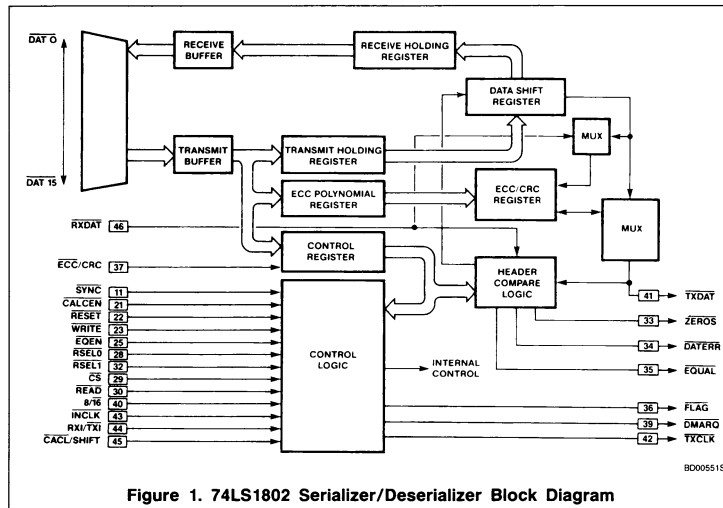 DAT 0
DAT 15
RECEIVE
BUFFER
RECEIVE HOLDING
REGISTER
DATA SHIFT
REGISTER
MUX
TRANSMIT
BUFFER
TRANSMIT HOLDING
REGISTER
ECC POLYNOMIAL
REGISTER
ECC/CRC
REGISTER
MUX
CONTROL
REGISTER
HEADER
COMPARE
LOGIC
CONTROL
LOGIC
INTERNAL
CONTROL
RXDAT 46
ECC/CRC 37
SYNC 11
CALCEN 21
RESET 22
WRITE 23
EQEN 25
RSEL0 28
RSEL1 32
CS 29
READ 30
8/16 40
INCLK 43
RXI/TXI 44
CACL/SHIFT 45
41 TXDAT
33 ZEROS
34 DATERR
35 EQUAL
36 FLAG
39 DMARQ
42 TXCLK
BD00551S
Figure 1. 74LS1802 Serializer/Deserializer Block Diagram